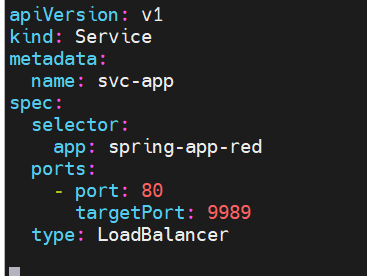 apiVersion: v1
kind: Service
metadata:
  name: svc-app
spec:
  selector:
    app: spring-app-red
  ports:
    - port: 80
      targetPort: 9989
  type: LoadBalancer